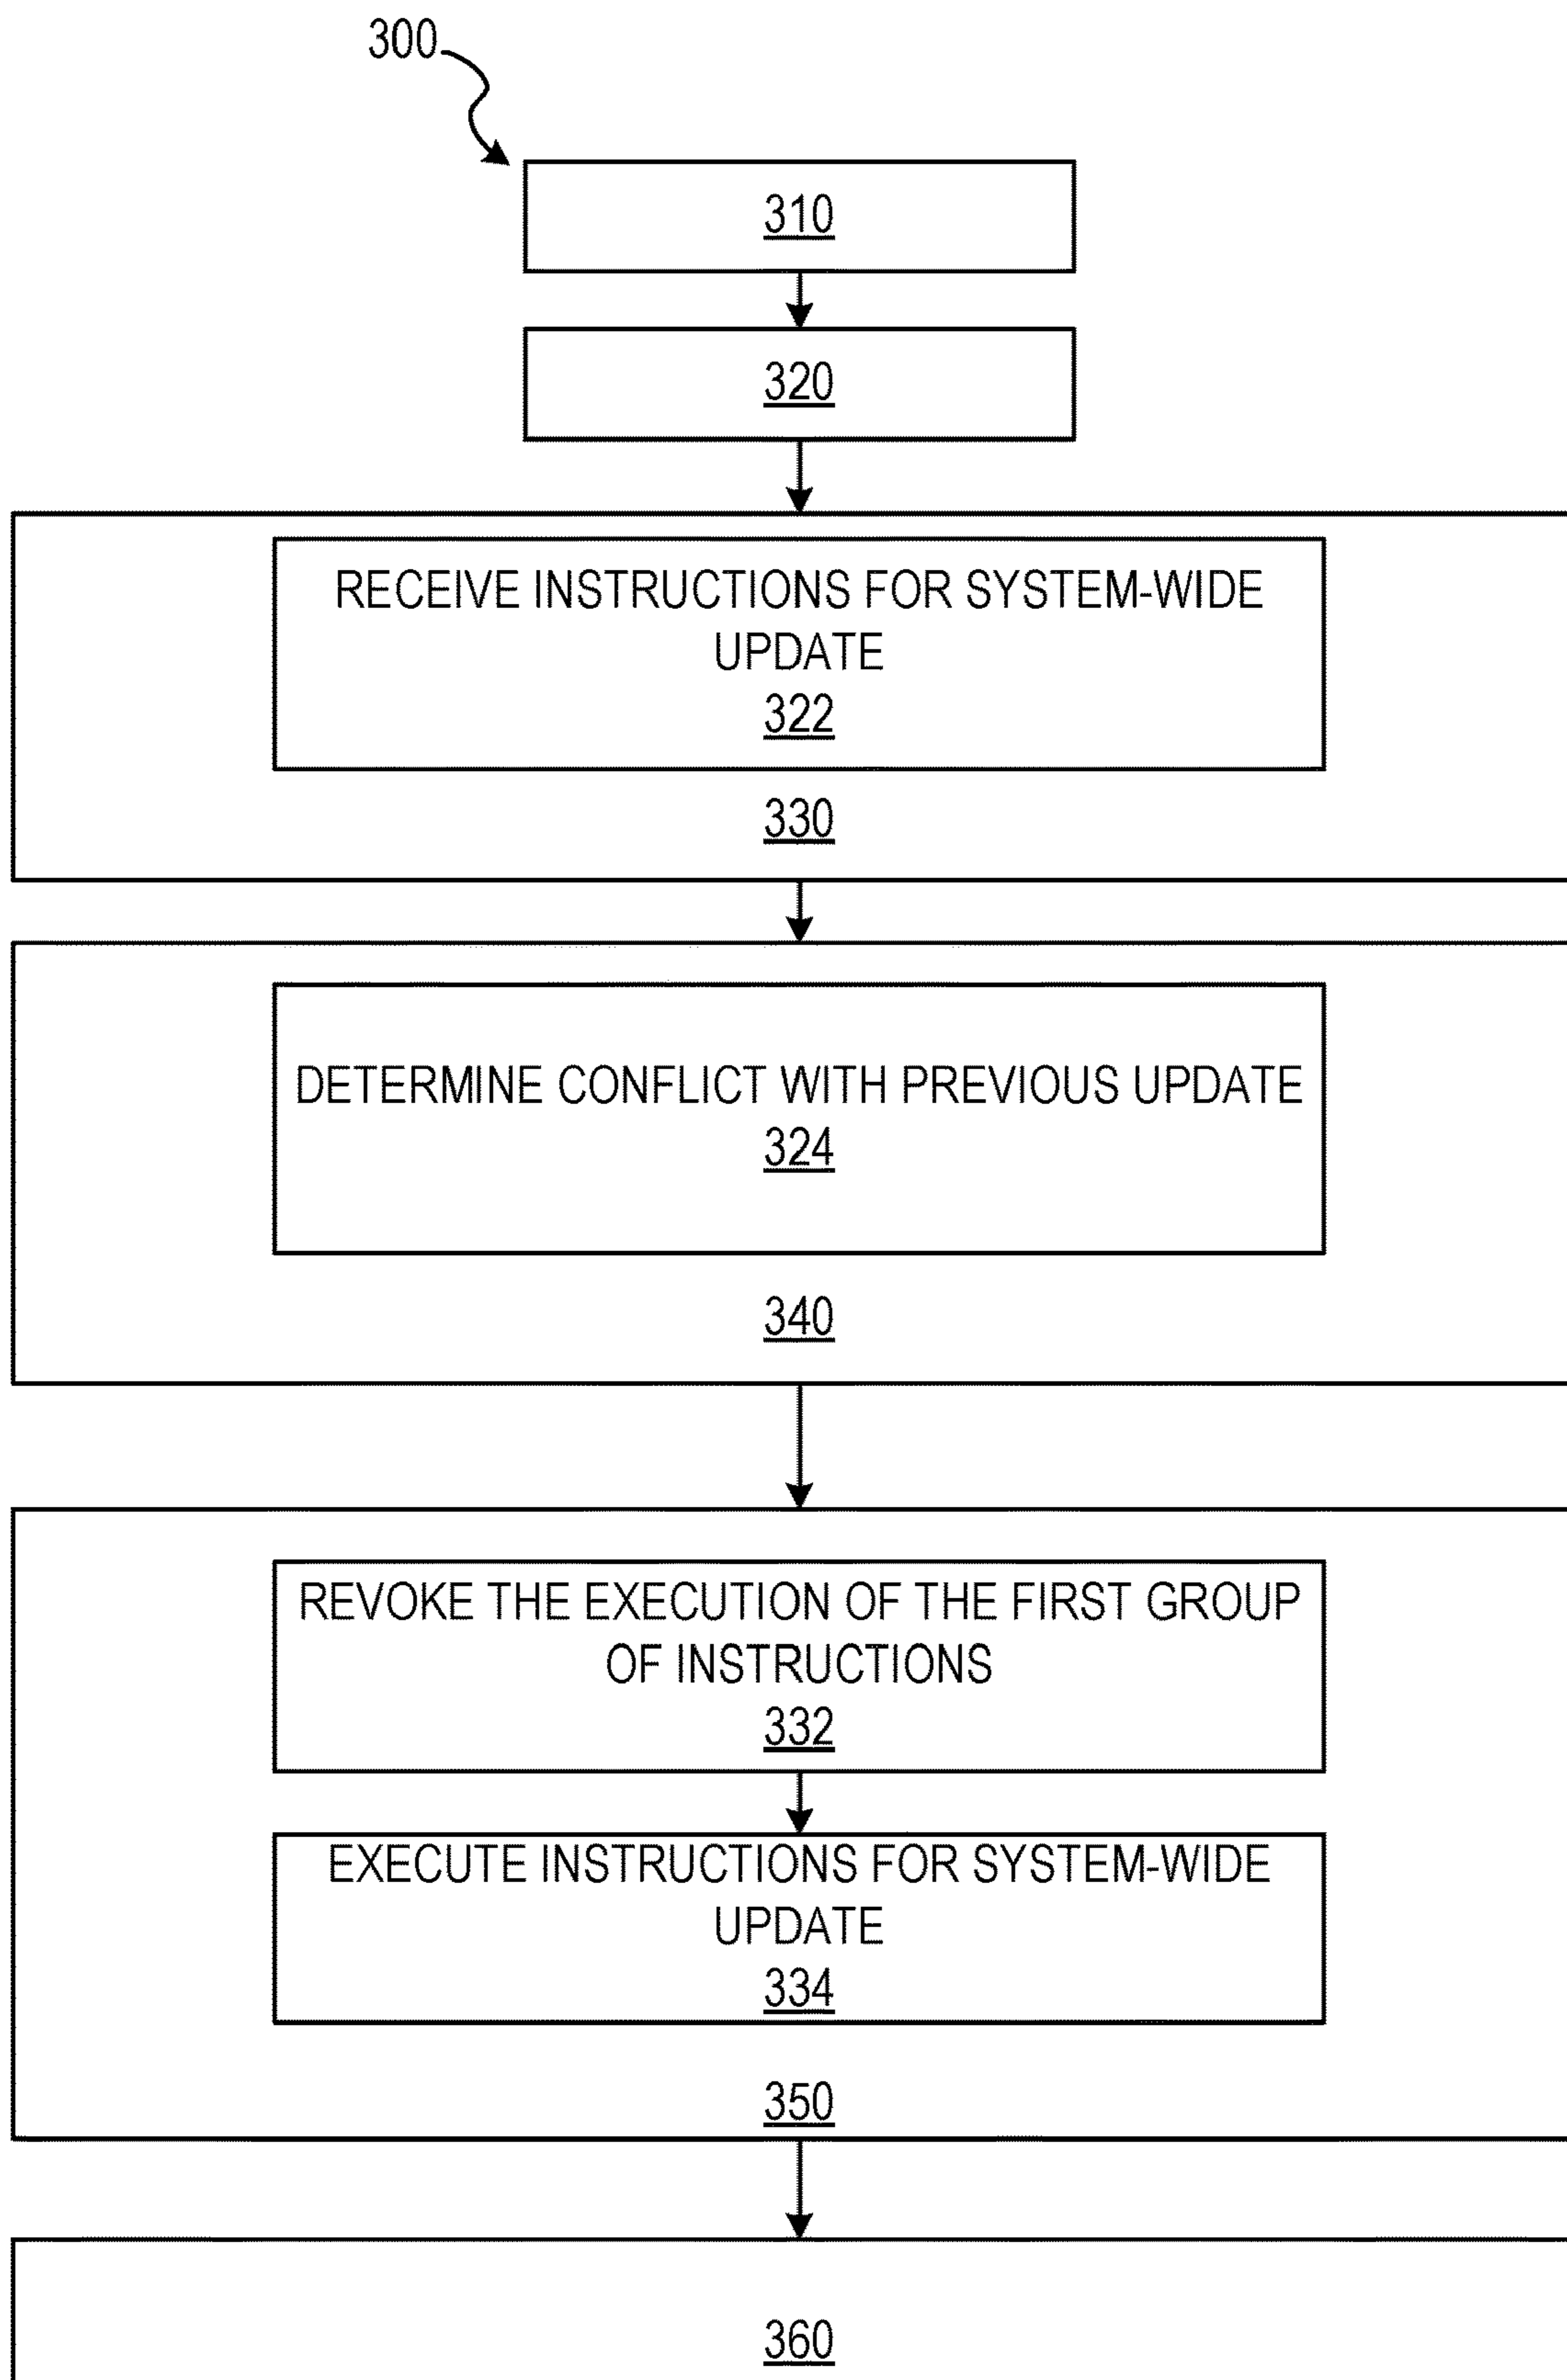 300
310
320
RECEIVE INSTRUCTIONS FOR SYSTEM-WIDE
UPDATE
322
330
DETERMINE CONFLICT WITH PREVIOUS UPDATE
324
340
REVOKE THE EXECUTION OF THE FIRST GROUP
OF INSTRUCTIONS
332
EXECUTE INSTRUCTIONS FOR SYSTEM-WIDE
UPDATE
334
350
360